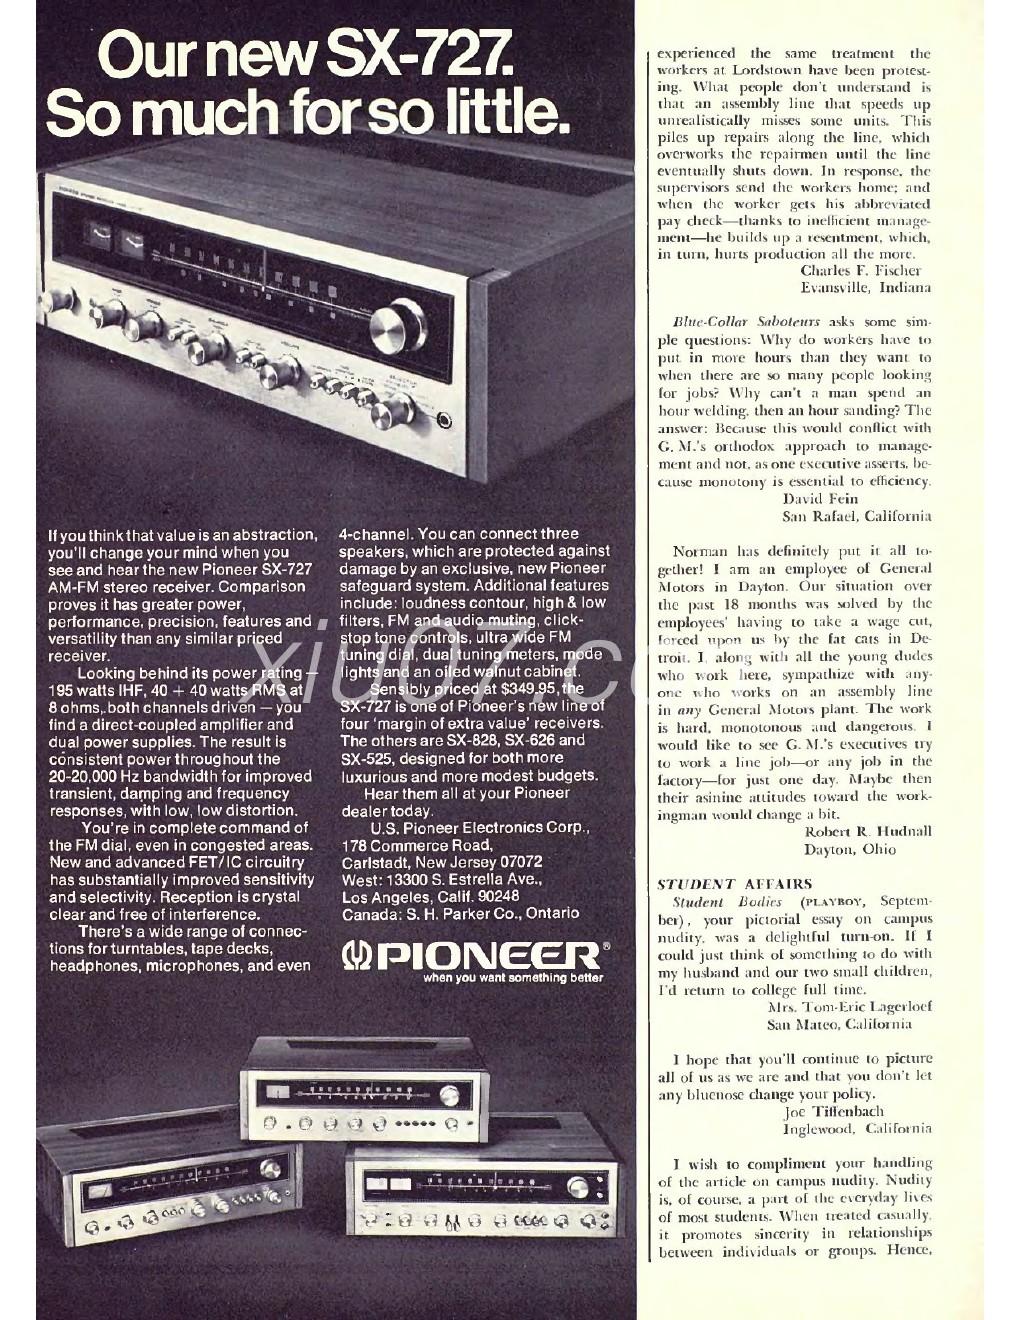 Our new SX-727.
So much for so little.
If you think that value is an abstraction,
you'll change your mind when you
see and hear the new Pioneer SX-727
AM-FM stereo receiver. Comparison
proves it has greater power,
performance, precision, features and
versatility than any similar priced
receiver.
Looking behind its power rating —
195 watts IHF, 40 + 40 watts RMS at
8 ohms, both channels driven — you
find a direct-coupled amplifier and
dual power supplies. The result is
consistent power throughout the
20-20,000 Hz bandwidth for improved
transient, damping and frequency
responses, with low, low distortion.
You're in complete command of
the FM dial, even in congested areas.
New and advanced FET/IC circuitry
has substantially improved sensitivity
and selectivity. Reception is crystal
clear and free of interference.
There's a wide range of connec-
tions for turntables, tape decks,
headphones, microphones, and even
4-channel. You can connect three
speakers, which are protected against
damage by an exclusive, new Pioneer
safeguard system. Additional features
include: loudness contour, high & low
filters, FM and audio muting, click-
stop tone controls, ultra wide FM
tuning dial, dual tuning meters, mode
lights and an oiled walnut cabinet.
Sensibly priced at $349.95, the
SX-727 is one of Pioneer's new line of
four 'margin of extra value' receivers.
The others are SX-828, SX-626 and
SX-525, designed for both more
luxurious and more modest budgets.
Hear them all at your Pioneer
dealer today.
U.S. Pioneer Electronics Corp.,
178 Commerce Road,
Carlstadt, New Jersey 07072
West: 13300 S. Estrella Ave.,
Los Angeles, Calif. 90248
Canada: S. H. Parker Co., Ontario
PIONEER®
when you want something better
xiu07.c
experienced the same treatment the
workers at Lordstown have been protest-
ing. What people don't understand is
that an assembly line that speeds up
unrealistically misses some units. This
piles up repairs along the line, which
overworks the repairmen until the line
eventually shuts down. In response, the
supervisors send the workers home; and
when the worker gets his abbreviated
pay check—thanks to inefficient manage-
ment—he builds up a resentment, which,
in turn, hurts production all the more.
Charles F. Fischer
Evansville, Indiana
Blue-Collar Saboteurs asks some sim-
ple questions: Why do workers have to
put in more hours than they want to
when there are so many people looking
for jobs? Why can't a man spend an
hour welding, then an hour sanding? The
answer: Because this would conflict with
G. M.'s orthodox approach to manage-
ment and not, as one executive asserts, be-
cause monotony is essential to efficiency.
David Fein
San Rafael, California
Norman has definitely put it all to-
gether! I am an employee of General
Motors in Dayton. Our situation over
the past 18 months was solved by the
employees' having to take a wage cut,
forced upon us by the fat cats in De-
troit. I, along with all the young dudes
who work here, sympathize with any-
one who works on an assembly line
in any General Motors plant. The work
is hard, monotonous and dangerous. I
would like to see G. M.'s executives try
to work a line job—or any job in the
factory—for just one day. Maybe then
their asinine attitudes toward the work-
ingman would change a bit.
Robert R. Hudnall
Dayton, Ohio
STUDENT AFFAIRS
Student Bodies (PLAYBOY, Septem-
ber), your pictorial essay on campus
nudity, was a delightful turn-on. If I
could just think of something to do with
my husband and our two small children,
I'd return to college full time.
Mrs. Tom-Eric Lagerloef
San Mateo, California
I hope that you'll continue to picture
all of us as we are and that you don't let
any bluenose change your policy.
Joe Tiffenbach
Inglewood, California
I wish to compliment your handling
of the article on campus nudity. Nudity
is, of course, a part of the everyday lives
of most students. When treated casually,
it promotes sincerity in relationships
between individuals or groups. Hence,